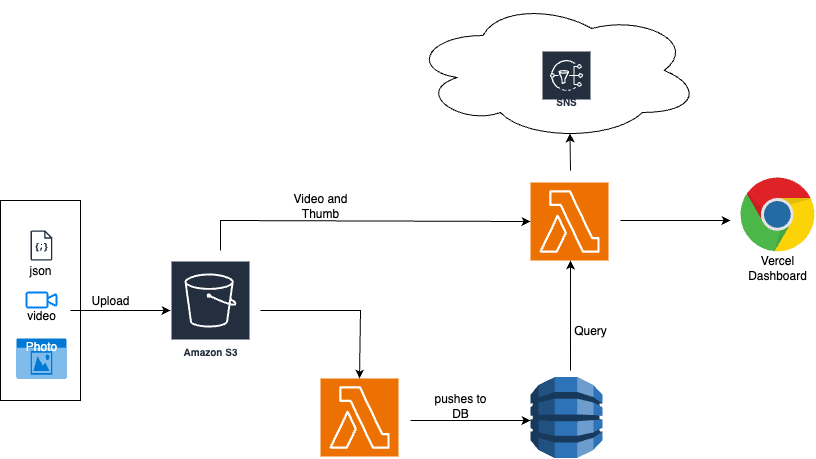 SNS
Video and
Thumb
{;}
json
Upload
video
Photo
Amazon S3
Vercel
Dashboard
Query
pushes to
DB